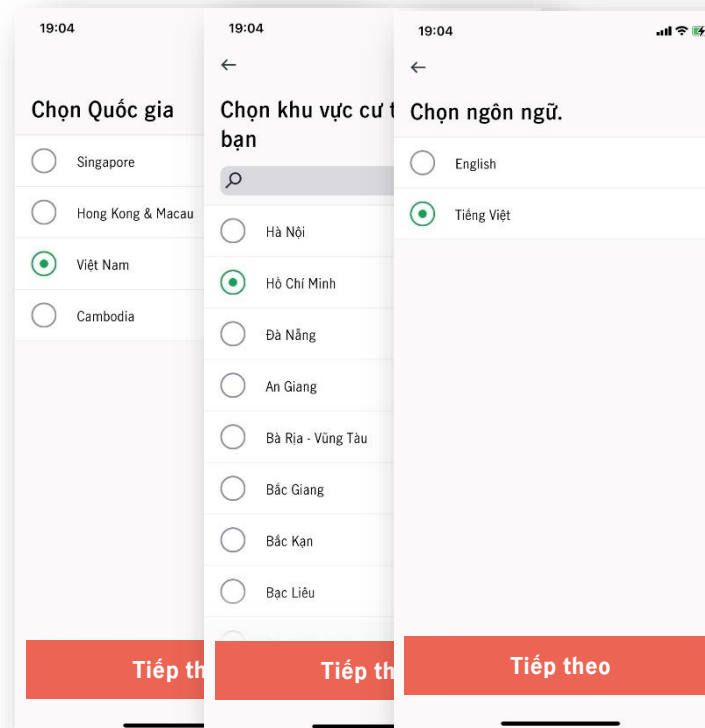 19:04
Chọn Quốc gia
Singapore
Hong Kong & Macau
Việt Nam
Cambodia
Tiếp th
19:04
Chọn khu vực cư t
bạn
Hà Nội
Hồ Chí Minh
Đà Nẵng
An Giang
Bà Rịa - Vũng Tàu
Bắc Giang
Bắc Kạn
Bạc Liêu
Tiếp th
19:04
Chọn ngôn ngữ.
English
Tiếng Việt
Tiếp theo